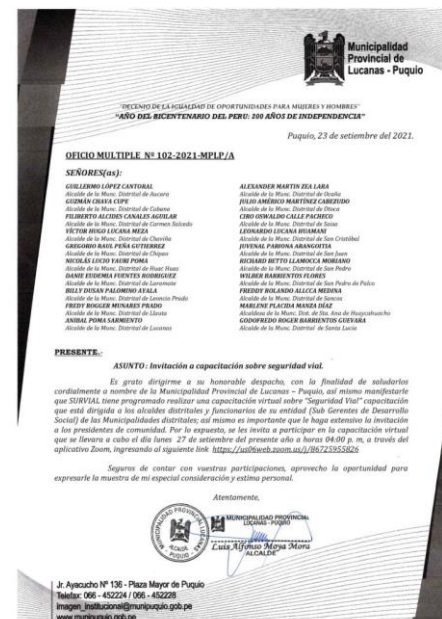 Municipalidad
Provincial de
Lucanas - Puquio
"DECENIO DE LA IGUALDAD DE OPORTUNIDADES PARA MUJERES Y HOMBRES"
"AÑO DEL BICENTENARIO DEL PERU: 200 AÑOS DE INDEPENDENCIA"
Puquio, 23 de setiembre del 2021.
OFICIO MULTIPLE Nº 102-2021-MPLP/A
SEÑORES(as):
GUILLERMO LÓPEZ CANTORAL
Alcalde de la Munc. Distrital de Aucara
GUZMÁN CHAVA CUPE
Alcalde de la Munc. Distrital de Cabana
FILIBERTO ALCIDES CANALES AGUILAR
Alcalde de la Munc. Distrital de Carmen Salcedo
VÍCTOR HUGO LUCANA MEZA
Alcalde de la Munc. Distrital de Chaviña
GREGORIO RAUL PEÑA GUTIERREZ
Alcalde de la Munc. Distrital de Chipao
NICOLÁS LUCIO YAURI POMA
Alcalde de la Munc. Distrital de Huac Huas
DANIE EUDEMIA FUENTES RODRIGUEZ
Alcalde de la Munc. Distrital de Laramate
BILLY DUSAN PALOMINO AYALA
Alcalde de la Munc. Distrital de Leoncio Prado
FREDY ROGGER MUNARES PRADO
Alcalde de la Munc. Distrital de Llauta
ANIBAL POMA SARMIENTO
Alcalde de la Munc. Distrital de Lucanas
ALEXANDER MARTIN ZEA LARA
Alcalde de la Munc. Distrital de Ocaña
JULIO AMÉRICO MARTÍNEZ CABEZUDO
Alcalde de la Munc. Distrital de Otoca
CIRO OSWALDO CALLE PACHECO
Alcalde de la Munc. Distrital de Saisa
LEONARDO LUCANA HUAMANI
Alcalde de la Munc. Distrital de San Cristóbal
JUVENAL PARIONA ARANGOITIA
Alcalde de la Munc. Distrital de San Juan
RICHARD BETTO LLAMOCCA MORIANO
Alcalde de la Munc. Distrital de San Pedro
WILBER BARRIENTOS FLORES
Alcalde de la Munc. Distrital de San Pedro de Palco
FREDDY ROLANDO ALLCCA MEDINA
Alcalde de la Munc. Distrital de Sancos
MARLENE PLACIDA MANZA DÍAZ
Alcaldesa de la Munc. Dist. de Sta. Ana de Huaycahuacho
GODOFREDO ROGER BARRIENTOS GUEVARA
Alcalde de la Munc. Distrital de Santa Lucia
PRESENTE.-
ASUNTO: Invitación a capacitación sobre seguridad vial.
Es grato dirigirme a su honorable despacho, con la finalidad de saludarlos
cordialmente a nombre de la Municipalidad Provincial de Lucanas – Puquio, así mismo manifestarle
que SURVIAL tiene programado realizar una capacitación virtual sobre "Seguridad Vial" capacitación
que está dirigida a los alcaldes distritales y funcionarios de su entidad (Sub Gerentes de Desarrollo
Social) de las Municipalidades distritales; así mismo es importante que le haga extensivo la invitación
a los presidentes de comunidad. Por lo expuesto, se les invita a participar en la capacitación virtual
que se llevara a cabo el día lunes 27 de setiembre del presente año a horas 04:00 p. m, a través del
aplicativo Zoom, ingresando al siguiente link https://us06web.zoom.us/j/86725955826
Seguros de contar con vuestras participaciones, aprovecho la oportunidad para
expresarle la muestra de mi especial consideración y estima personal.
Atentamente,
MUNICIPALIDAD PROVINCIAL
LUCANAS - PUQUIO
Luis Alfonso Moya Mora
ALCALDE
ALCALDE
PUQUIO
Jr. Ayacucho Nº 136 - Plaza Mayor de Puquio
Telefax: 066 - 452224 / 066 - 452228
imagen_institucional@munipuquio.gob.pe
www.munipuquio.gob.pe